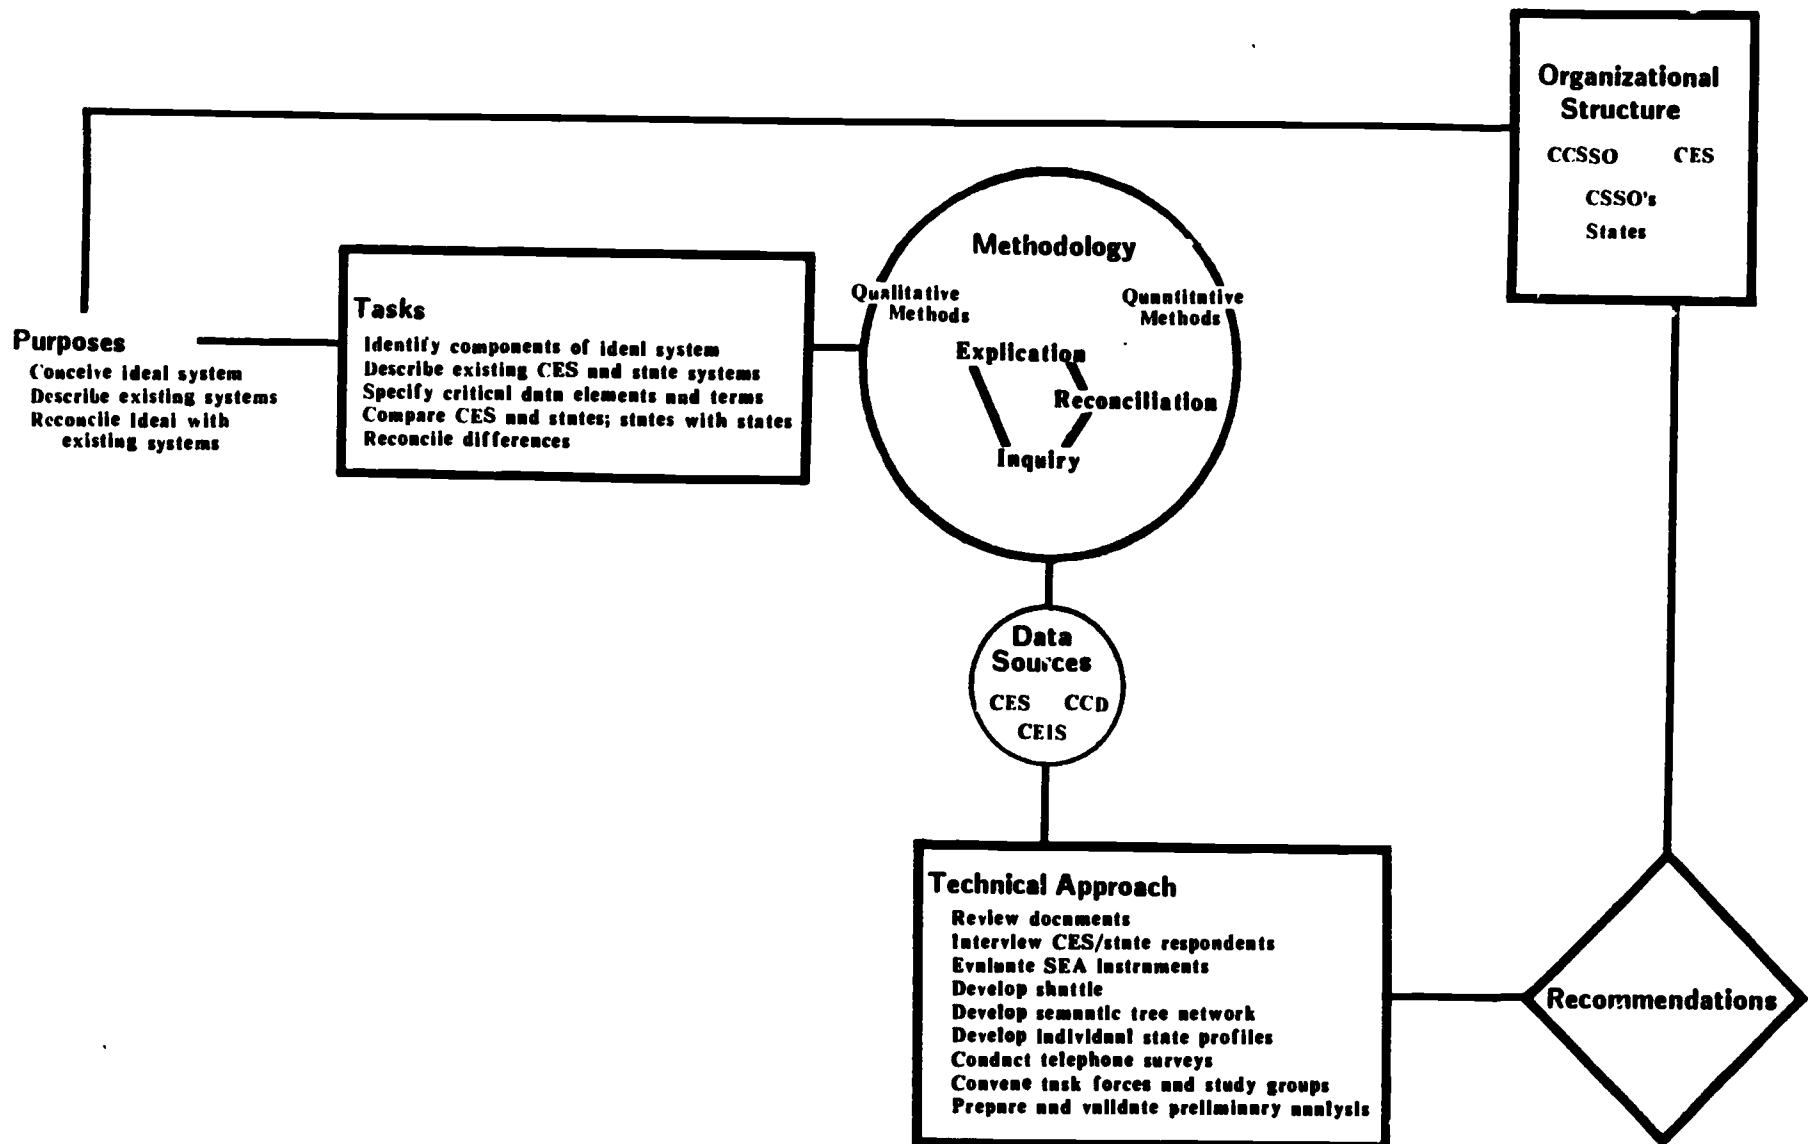 Organizational
Structure
CCSSO CES
CSSO's
States
Purposes
Conceive ideal system
Describe existing systems
Reconcile Ideal with
existing systems
Tasks
Identify components of ideal system
Describe existing CES and state systems
Specify critical data elements and terms
Compare CES and states; states with states
Reconcile differences
Methodology
Qualitative
Methods
Quantitative
Methods
Explication
Reconciliation
Inquiry
Data
Sources
CES CCD
CEIS
Technical Approach
Review documents
Interview CES/state respondents
Evaluate SEA Instruments
Develop shuttle
Develop semantic tree network
Develop individual state profiles
Conduct telephone surveys
Convene task forces and study groups
Prepare and validate preliminary analysis
Recommendations